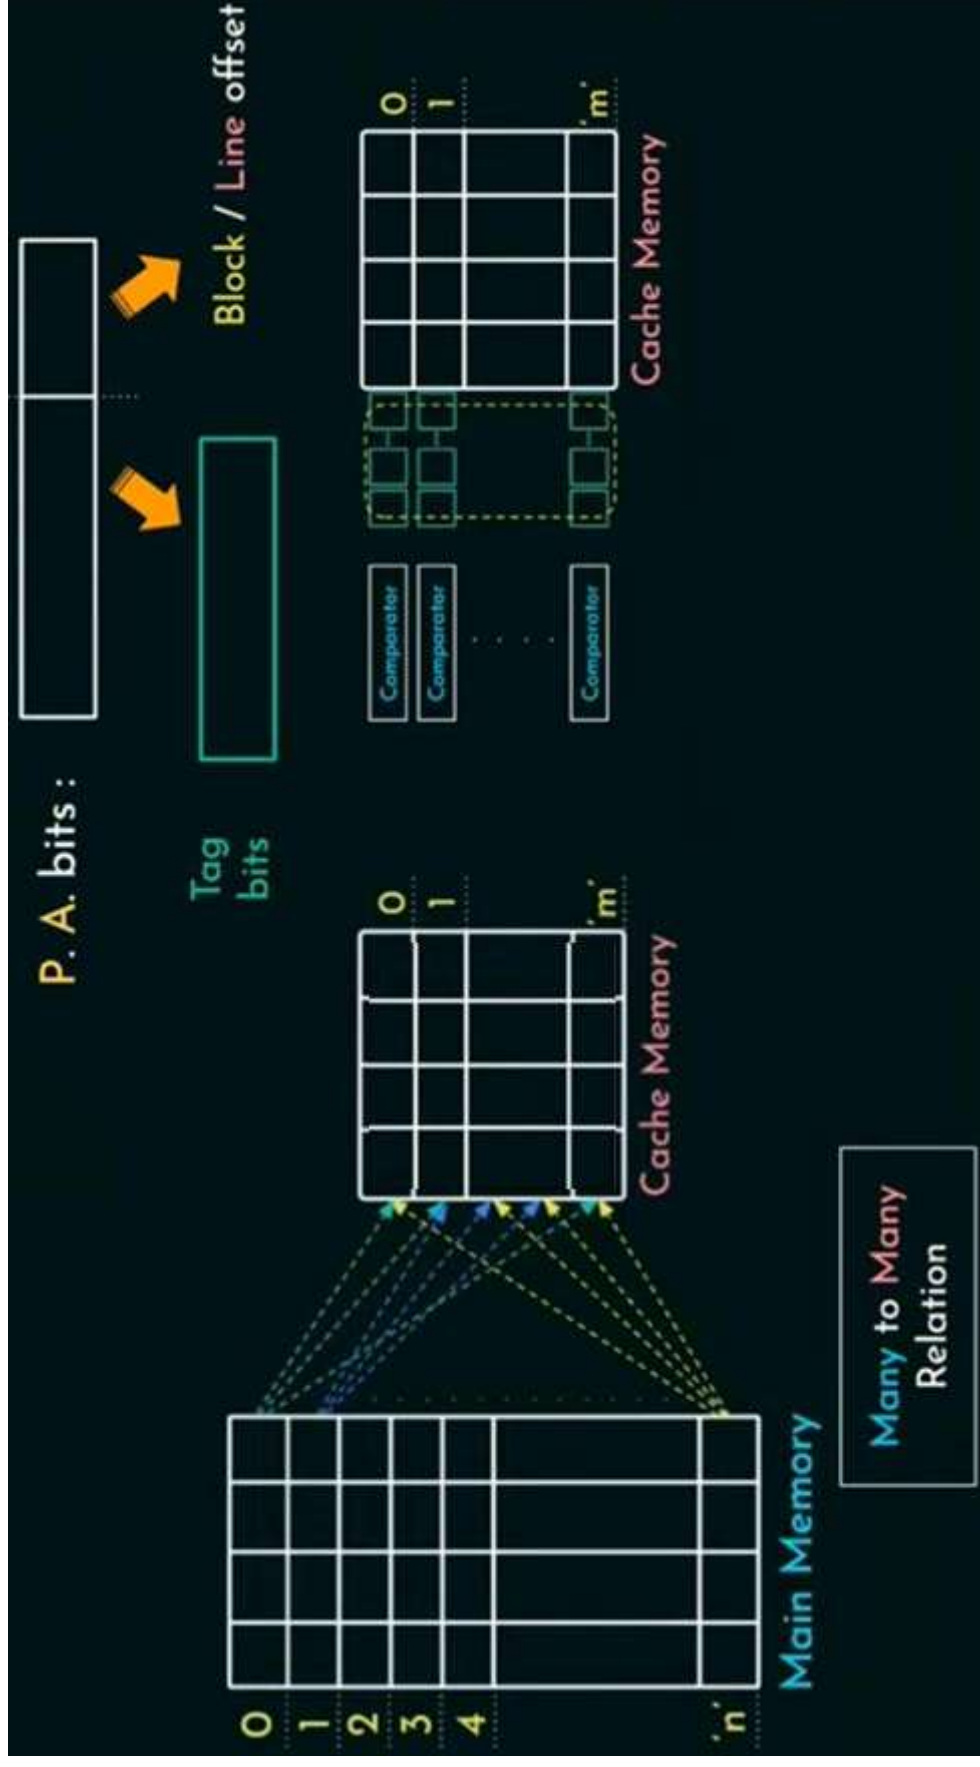 P. A. bits :
Tag
bits
Block / Line offset
0
1
2
3
4
'n'
Main Memory
0
1
'm'
Cache Memory
Many to Many
Relation
Comparator
Comparator
. . . .
Comparator
0
1
'm'
Cache Memory